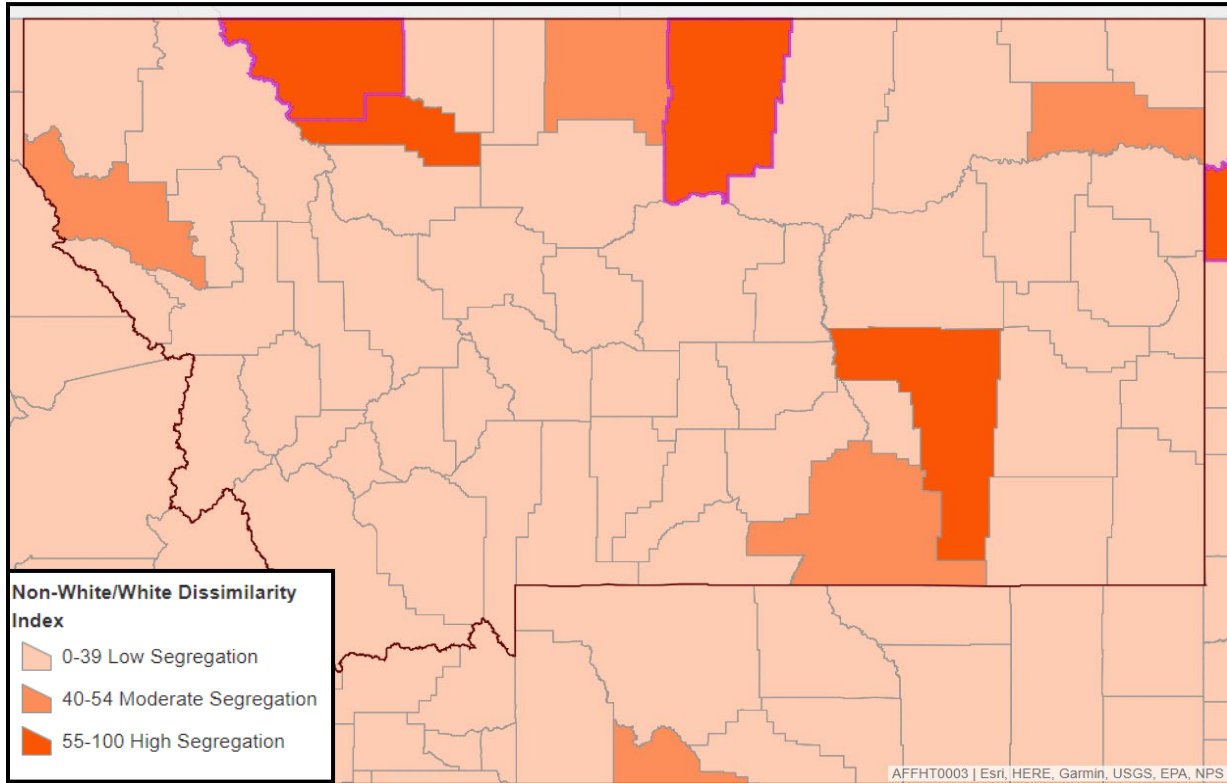 Non-White/White Dissimilarity
Index
0-39 Low Segregation
40-54 Moderate Segregation
55-100 High Segregation
AFFHT0003 | Esri, HERE, Garmin, USGS, EPA, NPS